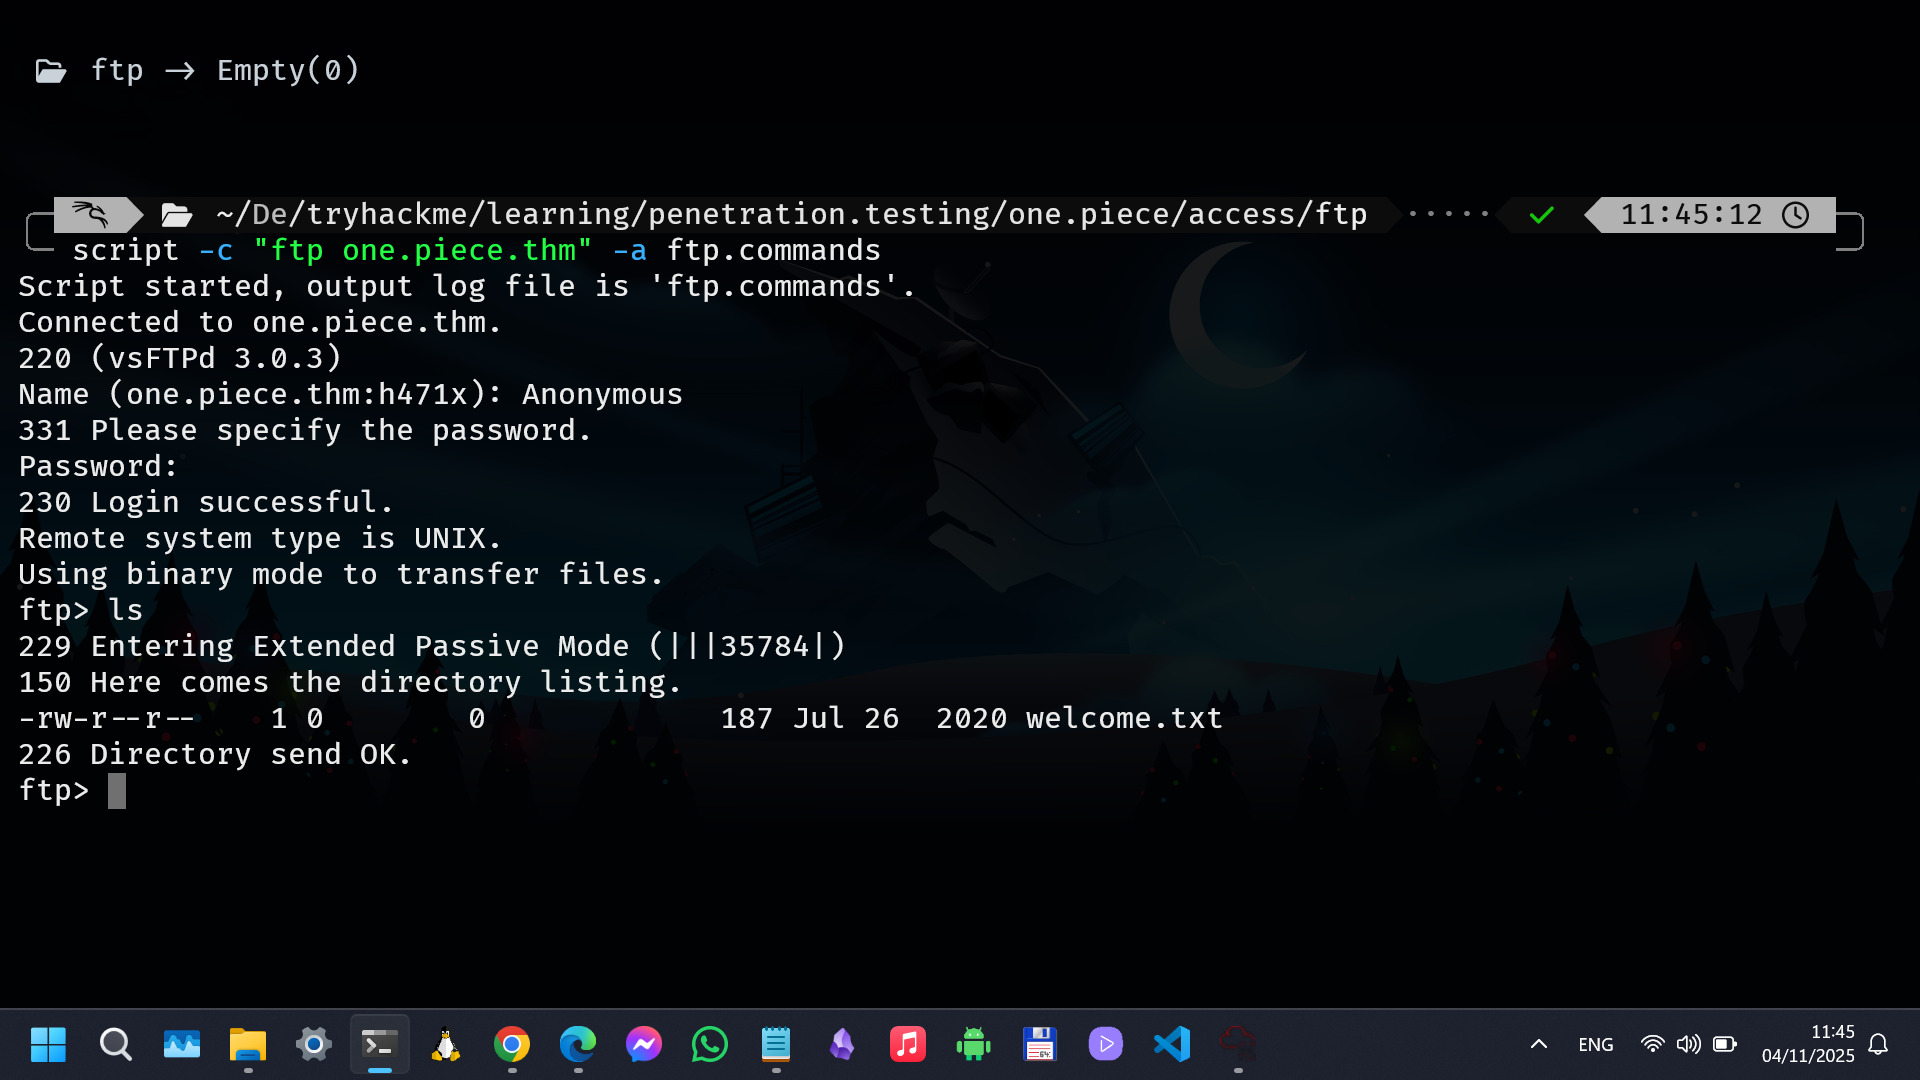 ftp → Empty(0)
~/De/tryhackme/learning/penetration.testing/one.piece/access/ftp ····· ✓ 11:45:12
script -c "ftp one.piece.thm" -a ftp.commands
Script started, output log file is 'ftp.commands'.
Connected to one.piece.thm.
220 (vsFTPd 3.0.3)
Name (one.piece.thm:h471x): Anonymous
331 Please specify the password.
Password:
230 Login successful.
Remote system type is UNIX.
Using binary mode to transfer files.
ftp> ls
229 Entering Extended Passive Mode (|||35784|)
150 Here comes the directory listing.
-rw-r--r--    1 0        0             187 Jul 26  2020 welcome.txt
226 Directory send OK.
ftp>
64
ENG
11:45
04/11/2025